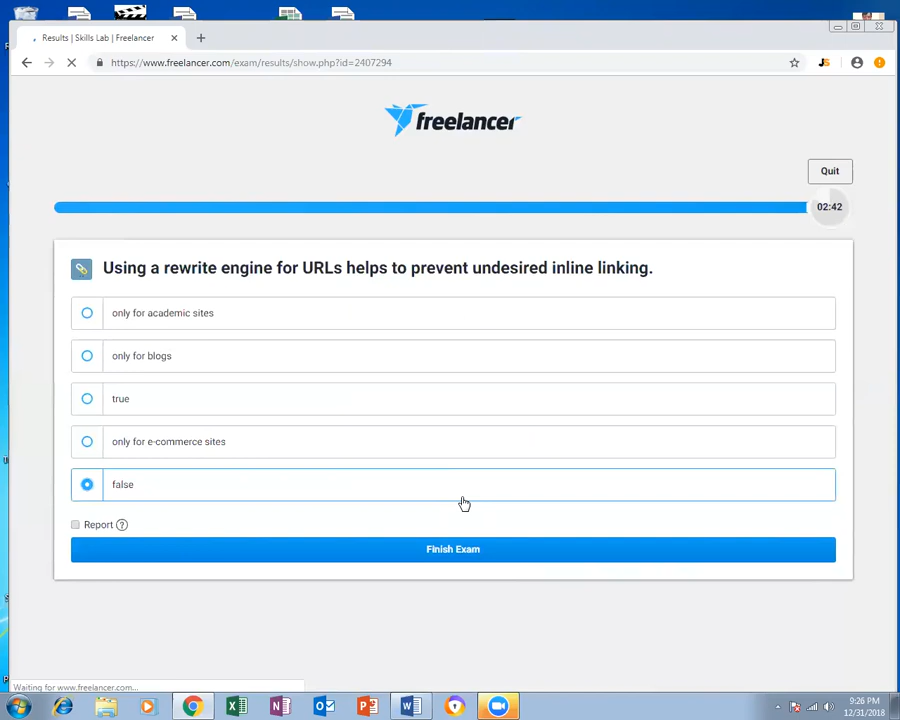 Results | Skills Lab | Freelancer
https://www.freelancer.com/exam/results/show.php?id=2407294
JS
freelancer
Quit
02:42
Using a rewrite engine for URLs helps to prevent undesired inline linking.
only for academic sites
only for blogs
true
only for e-commerce sites
false
Report ?
Finish Exam
Waiting for www.freelancer.com...
9:26 PM
12/31/2018